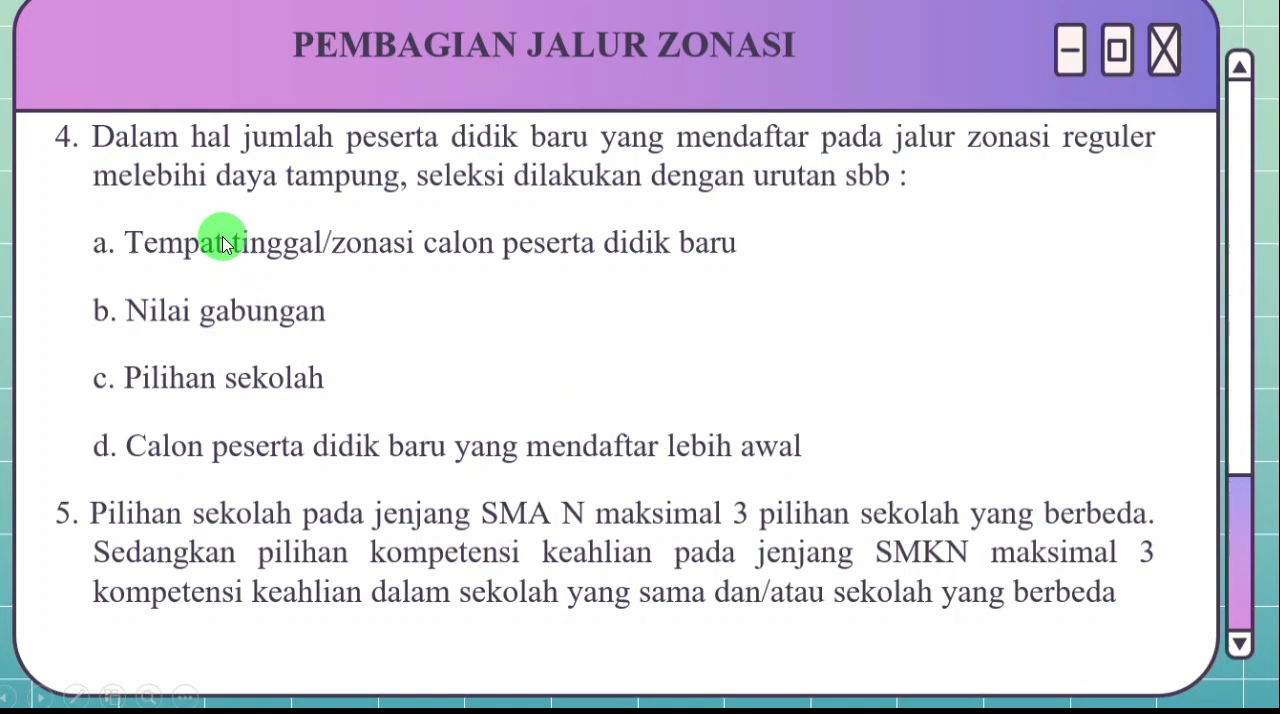 PEMBAGIAN JALUR ZONASI
4. Dalam hal jumlah peserta didik baru yang mendaftar pada jalur zonasi reguler
melebihi daya tampung, seleksi dilakukan dengan urutan sbb :
a. Tempat tinggal/zonasi calon peserta didik baru
b. Nilai gabungan
c. Pilihan sekolah
d. Calon peserta didik baru yang mendaftar lebih awal
5. Pilihan sekolah pada jenjang SMA N maksimal 3 pilihan sekolah yang berbeda.
Sedangkan pilihan kompetensi keahlian pada jenjang SMKN maksimal 3
kompetensi keahlian dalam sekolah yang sama dan/atau sekolah yang berbeda